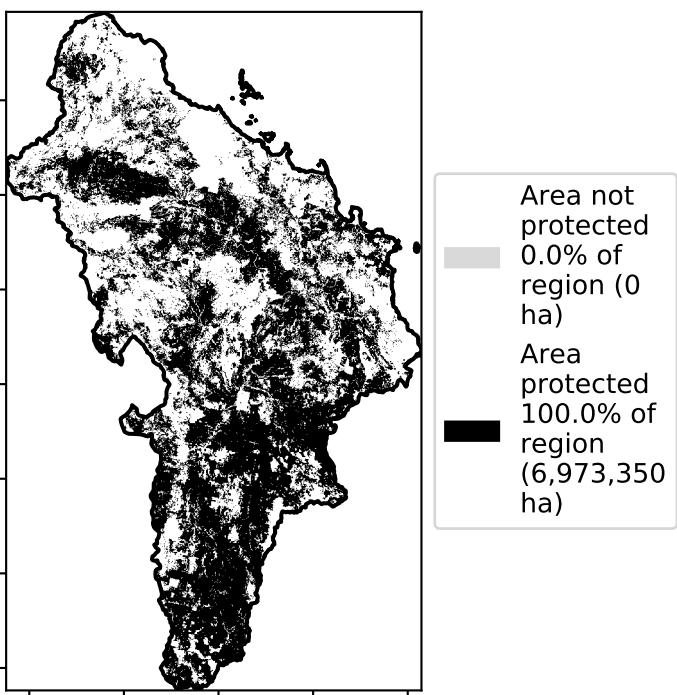 Area not
protected
0.0% of
region (0
ha)
Area
protected
100.0% of
region
(6,973,350
ha)